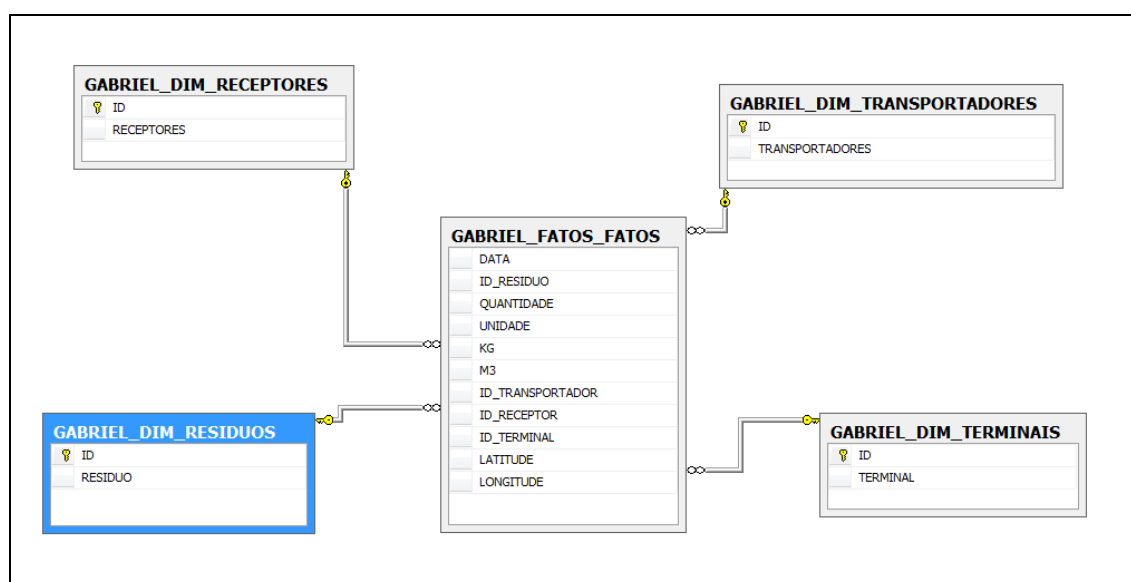 GABRIEL_DIM_RECEPTORES
ID
RECEPTORES
GABRIEL_DIM_TRANSPORTADORES
ID
TRANSPORTADORES
GABRIEL_FATOS_FATOS
DATA
ID_RESIDUO
QUANTIDADE
UNIDADE
KG
M3
ID_TRANSPORTADOR
ID_RECEPTOR
ID_TERMINAL
LATITUDE
LONGITUDE
GABRIEL_DIM_RESIDUOS
ID
RESIDUO
GABRIEL_DIM_TERMINAIS
ID
TERMINAL